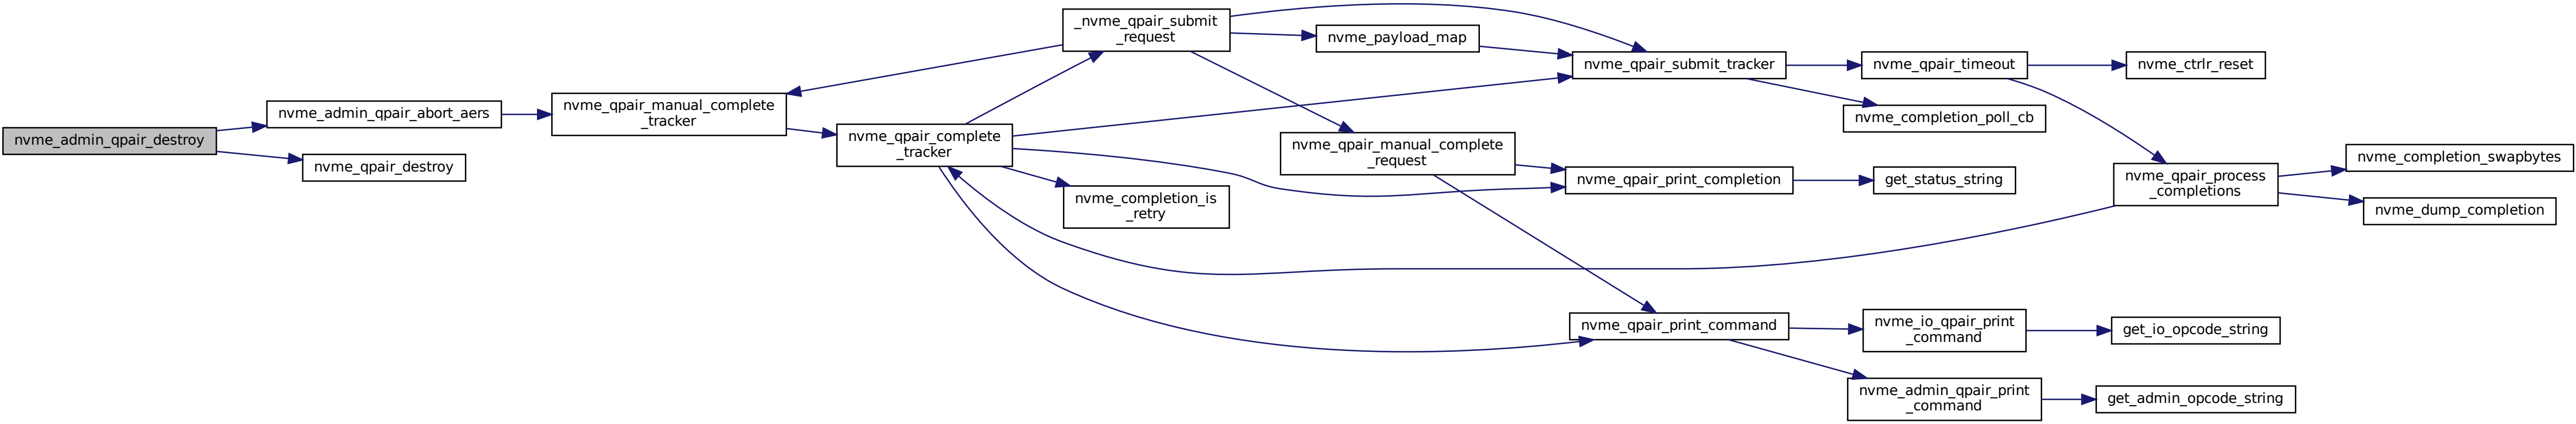 nvme_admin_qpair_destroy
nvme_admin_qpair_abort_aers
nvme_qpair_destroy
nvme_qpair_manual_complete
_tracker
nvme_qpair_complete
_tracker
_nvme_qpair_submit
_request
nvme_completion_is
_retry
nvme_payload_map
nvme_qpair_manual_complete
_request
nvme_qpair_submit_tracker
nvme_qpair_print_completion
nvme_qpair_print_command
nvme_qpair_timeout
nvme_completion_poll_cb
get_status_string
nvme_io_qpair_print
_command
nvme_admin_qpair_print
_command
nvme_ctrlr_reset
nvme_qpair_process
_completions
get_io_opcode_string
get_admin_opcode_string
nvme_completion_swapbytes
nvme_dump_completion